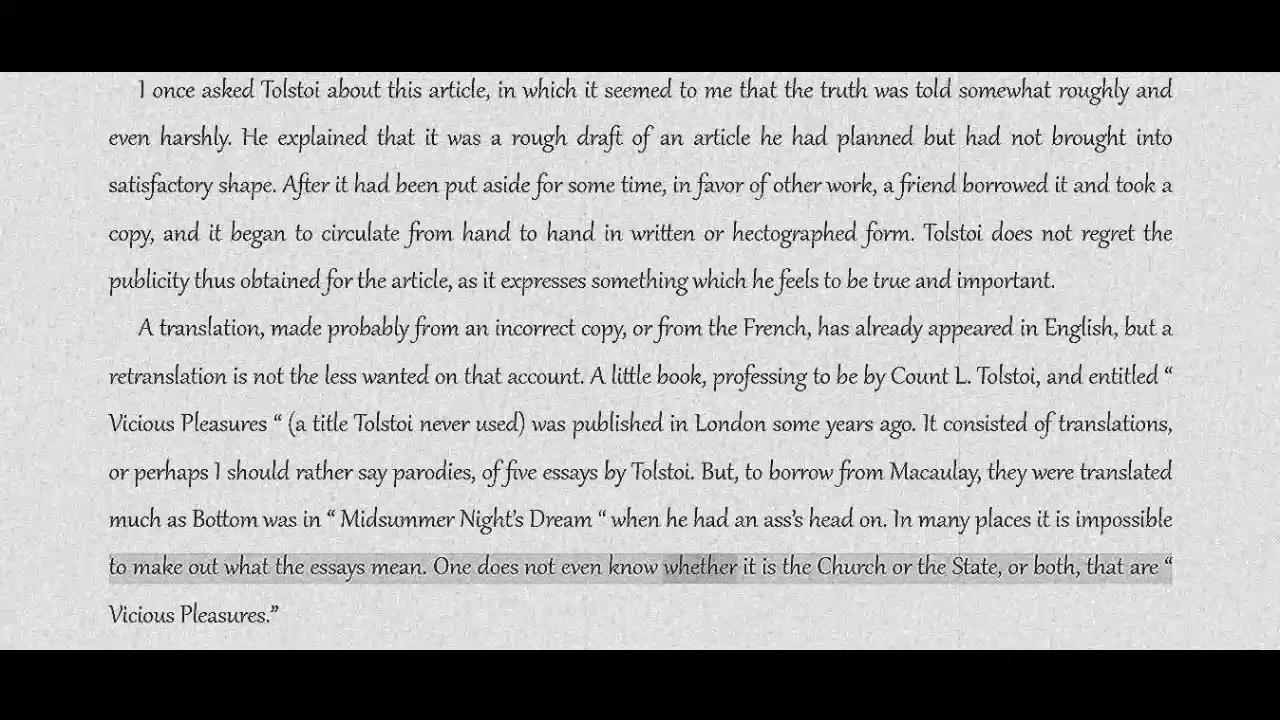 I once asked Tolstoi about this article, in which it seemed to me that the truth was told somewhat roughly and
even harshly. He explained that it was a rough draft of an article he had planned but had not brought into
satisfactory shape. After it had been put aside for some time, in favor of other work, a friend borrowed it and took a
copy, and it began to circulate from hand to hand in written or hectographed form. Tolstoi does not regret the
publicity thus obtained for the article, as it expresses something which he feels to be true and important.
A translation, made probably from an incorrect copy, or from the French, has already appeared in English, but a
retranslation is not the less wanted on that account. A little book, professing to be by Count L. Tolstoi, and entitled “
Vicious Pleasures “ (a title Tolstoi never used) was published in London some years ago. It consisted of translations,
or perhaps I should rather say parodies, of five essays by Tolstoi. But, to borrow from Macaulay, they were translated
much as Bottom was in “ Midsummer Night's Dream “ when he had an ass's head on. In many places it is impossible
to make out what the essays mean. One does not even know whether it is the Church or the State, or both, that are “
Vicious Pleasures.”